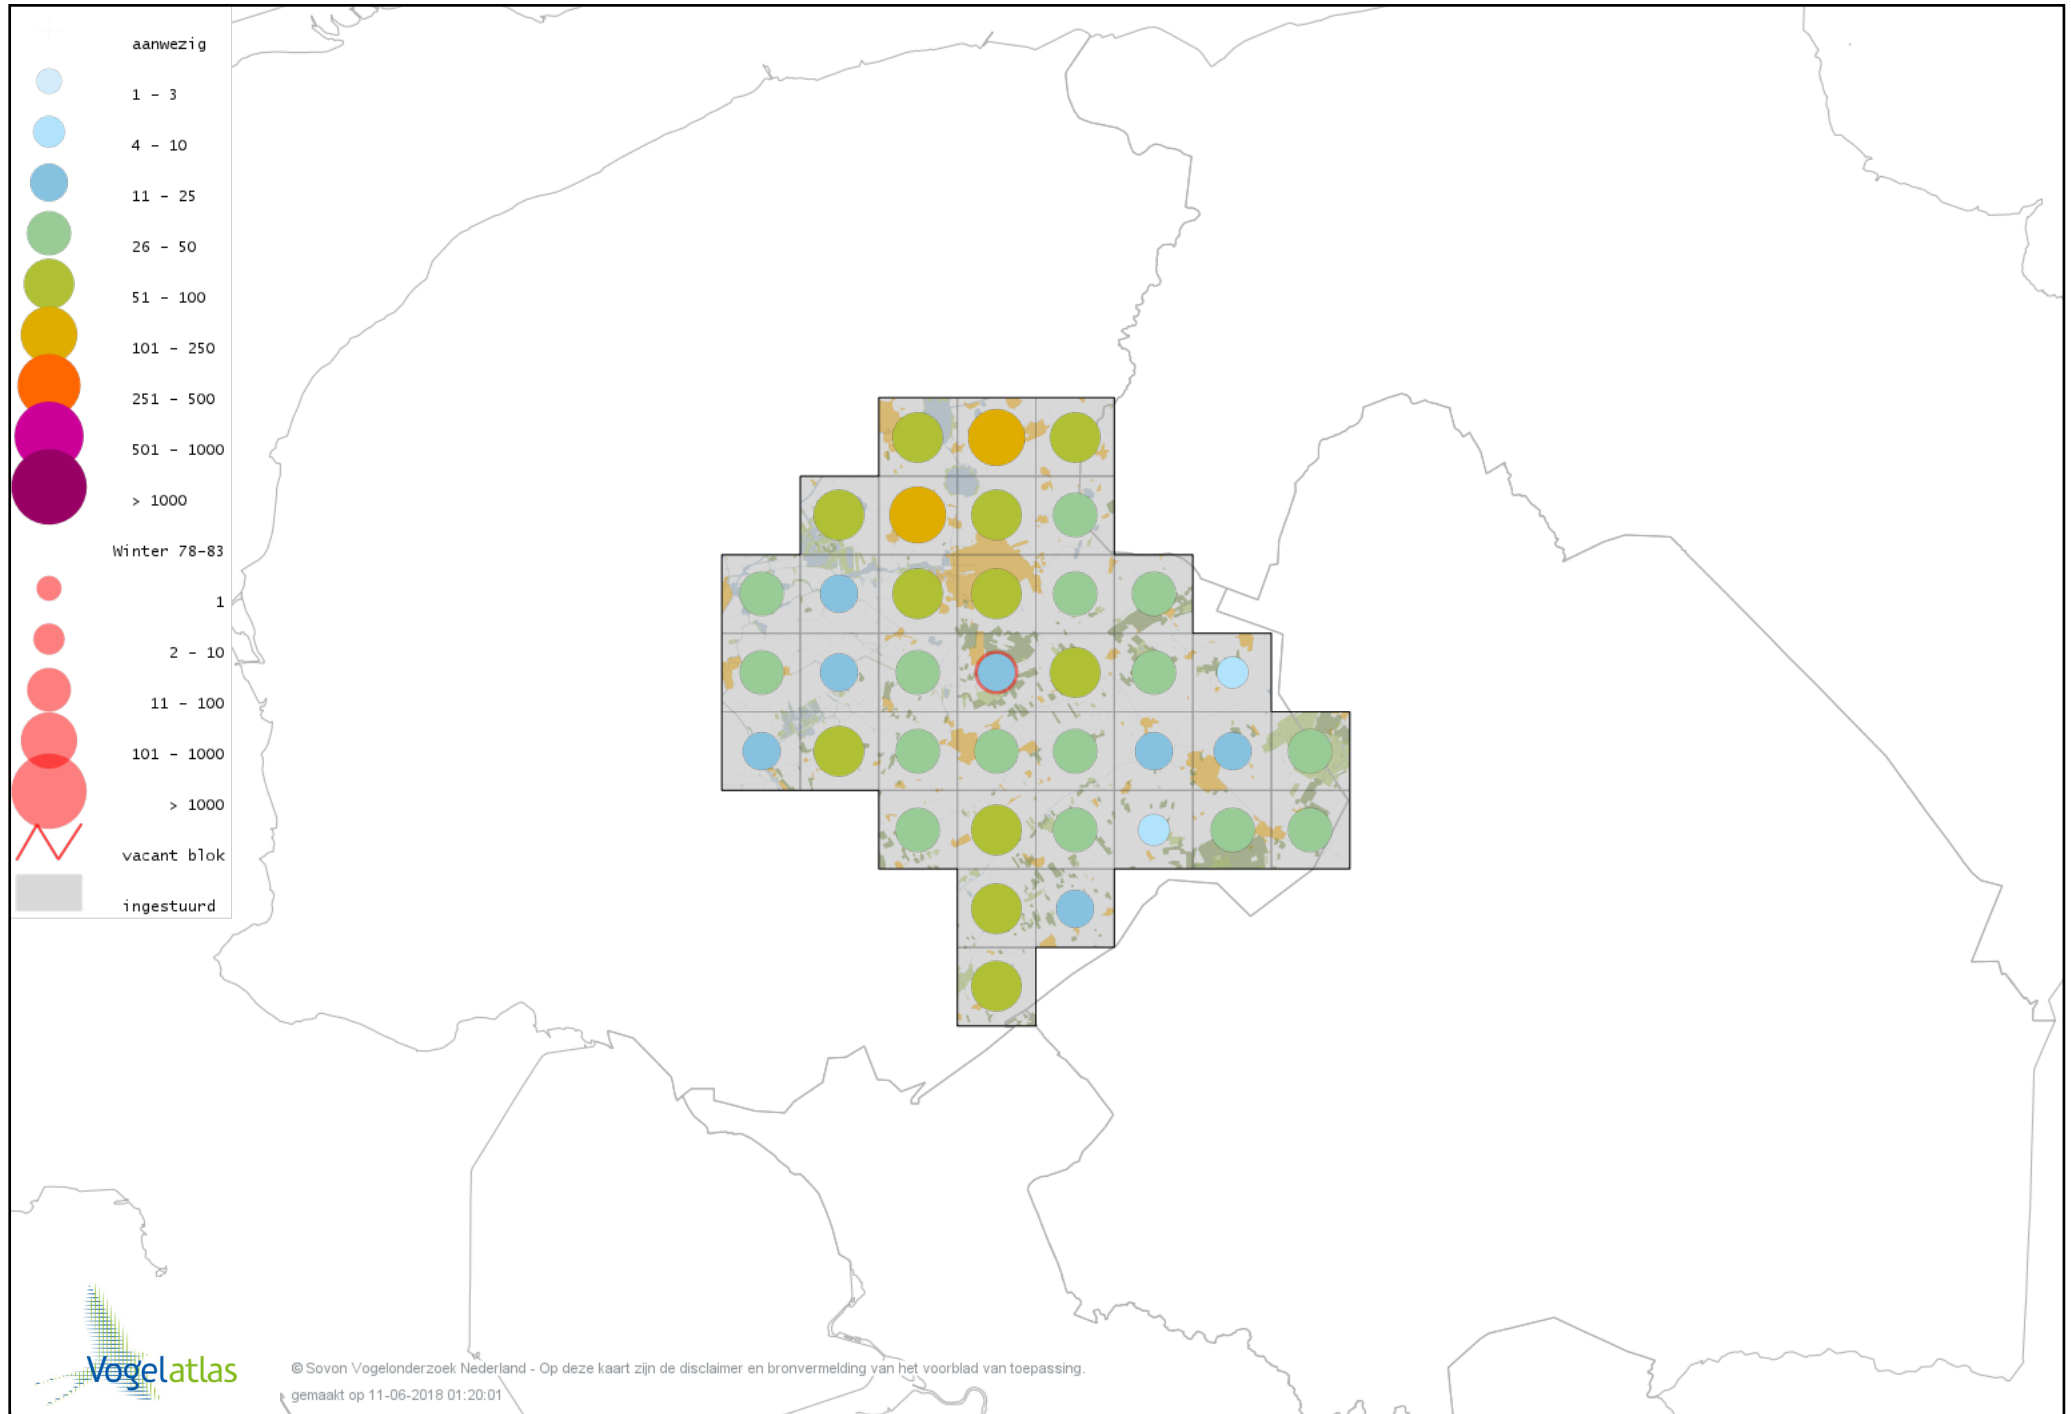 aanwezig
1 - 3
4 - 10
11 - 25
26 - 50
51 - 100
101 - 250
251 - 500
501 - 1000
> 1000
Winter 78-83
1
2 - 10
11 - 100
101 - 1000
> 1000
vacant blok
ingestuurd
Vogelatlas
© Sovon Vogelonderzoek Nederland - Op deze kaart zijn de disclaimer en bronvermelding van het voorblad van toepassing.
gemaakt op 11-06-2018 01:20:01